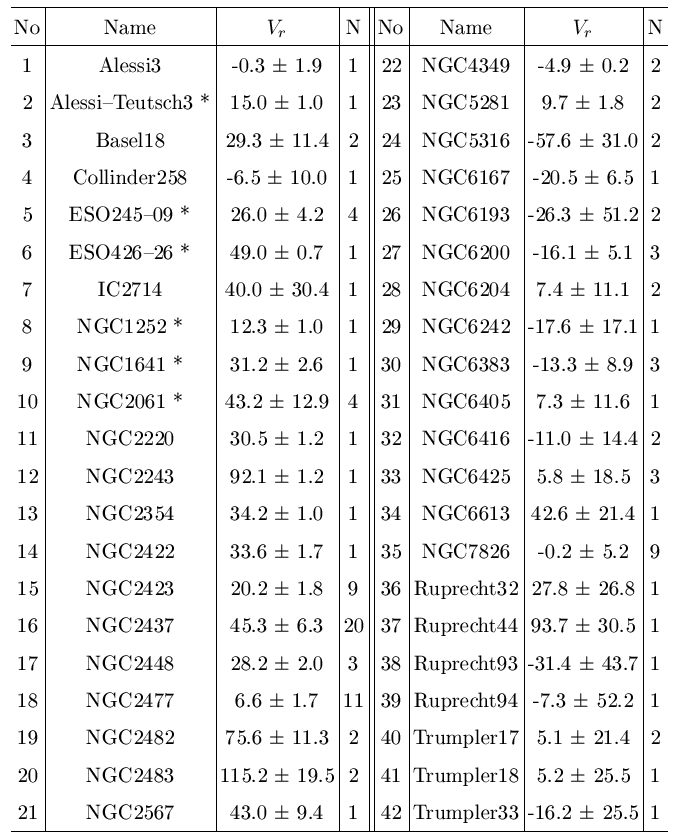 No Name Vr N No Name Vr N
1 Alessi3 -0.3 ± 1.9 1 22 NGC4349 -4.9 ± 0.2 2
2 Alessi–Teutsch3 * 15.0 ± 1.0 1 23 NGC5281 9.7 ± 1.8 2
3 Basel18 29.3 ± 11.4 2 24 NGC5316 -57.6 ± 31.0 2
4 Collinder258 -6.5 ± 10.0 1 25 NGC6167 -20.5 ± 6.5 1
5 ESO245–09 * 26.0 ± 4.2 4 26 NGC6193 -26.3 ± 51.2 2
6 ESO426–26 * 49.0 ± 0.7 1 27 NGC6200 -16.1 ± 5.1 3
7 IC2714 40.0 ± 30.4 1 28 NGC6204 7.4 ± 11.1 2
8 NGC1252 * 12.3 ± 1.0 1 29 NGC6242 -17.6 ± 17.1 1
9 NGC1641 * 31.2 ± 2.6 1 30 NGC6383 -13.3 ± 8.9 3
10 NGC2061 * 43.2 ± 12.9 4 31 NGC6405 7.3 ± 11.6 1
11 NGC2220 30.5 ± 1.2 1 32 NGC6416 -11.0 ± 14.4 2
12 NGC2243 92.1 ± 1.2 1 33 NGC6425 5.8 ± 18.5 3
13 NGC2354 34.2 ± 1.0 1 34 NGC6613 42.6 ± 21.4 1
14 NGC2422 33.6 ± 1.7 1 35 NGC7826 -0.2 ± 5.2 9
15 NGC2423 20.2 ± 1.8 9 36 Ruprecht32 27.8 ± 26.8 1
16 NGC2437 45.3 ± 6.3 20 37 Ruprecht44 93.7 ± 30.5 1
17 NGC2448 28.2 ± 2.0 3 38 Ruprecht93 -31.4 ± 43.7 1
18 NGC2477 6.6 ± 1.7 11 39 Ruprecht94 -7.3 ± 52.2 1
19 NGC2482 75.6 ± 11.3 2 40 Trumpler17 5.1 ± 21.4 2
20 NGC2483 115.2 ± 19.5 2 41 Trumpler18 5.2 ± 25.5 1
21 NGC2567 43.0 ± 9.4 1 42 Trumpler33 -16.2 ± 25.5 1